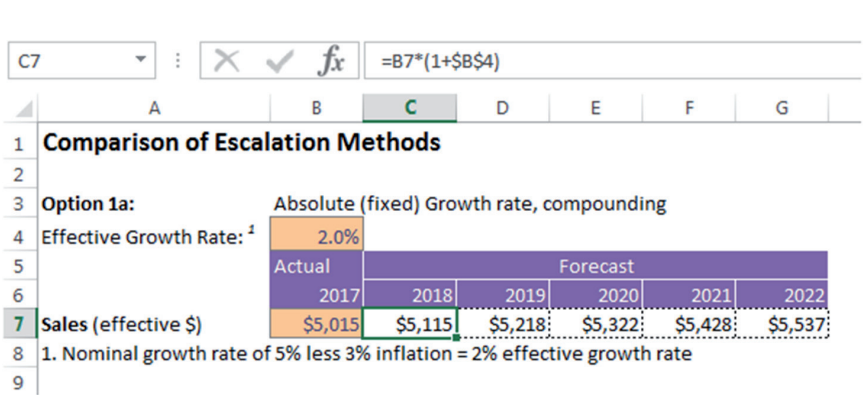 C7 fx =B7*(1+$B$4)
A B C D E F G
1 Comparison of Escalation Methods
2
3 Option 1a: Absolute (fixed) Growth rate, compounding
4 Effective Growth Rate: 1 2.0%
5 Actual Forecast
6 2017 2018 2019 2020 2021 2022
7 Sales (effective $) $5,015 $5,115 $5,218 $5,322 $5,428 $5,537
8 1. Nominal growth rate of 5% less 3% inflation = 2% effective growth rate
9